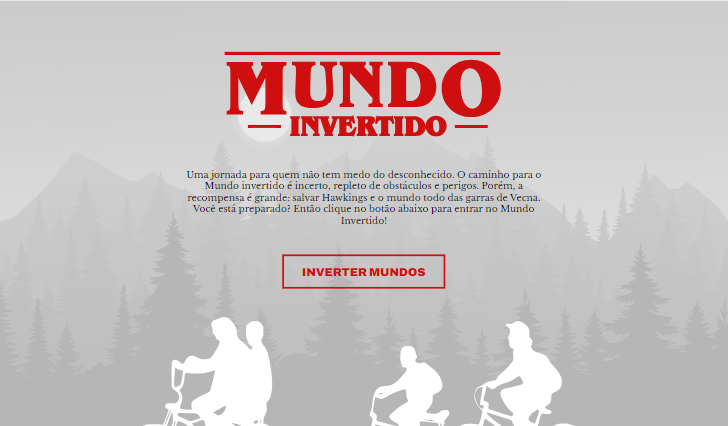 MUNDO
INVERTIDO
Uma jornada para quem não tem medo do desconhecido. O caminho para o
Mundo invertido é incerto, repleto de obstáculos e perigos. Porém, a
recompensa é grande: salvar Hawkings e o mundo todo das garras de Vecna.
Você está preparado? Então clique no botão abaixo para entrar no Mundo
Invertido!
INVERTER MUNDOS